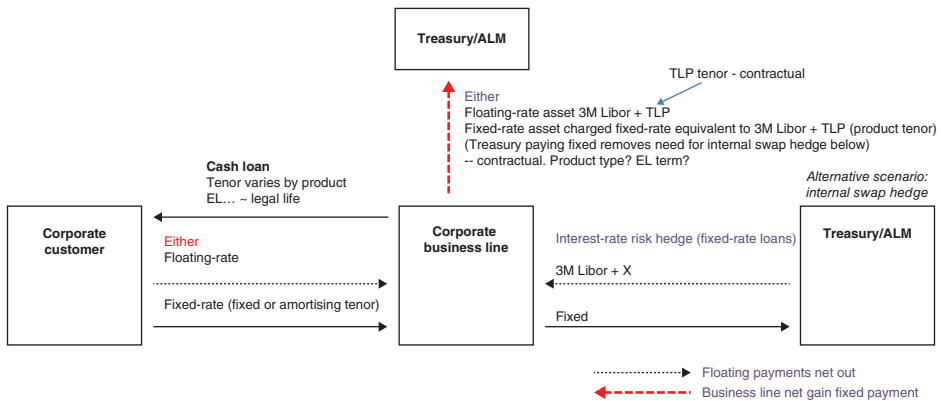 Treasury/ALM
TLP tenor - contractual
Either
Floating-rate asset 3M Libor + TLP
Fixed-rate asset charged fixed-rate equivalent to 3M Libor + TLP (product tenor)
(Treasury paying fixed removes need for internal swap hedge below)
-- contractual. Product type? EL term?
Cash loan
Tenor varies by product
EL... ~ legal life
Alternative scenario:
internal swap hedge
Corporate
customer
Either
Floating-rate
Fixed-rate (fixed or amortising tenor)
Corporate
business line
Interest-rate risk hedge (fixed-rate loans)
3M Libor + X
Fixed
Treasury/ALM
Floating payments net out
Business line net gain fixed payment